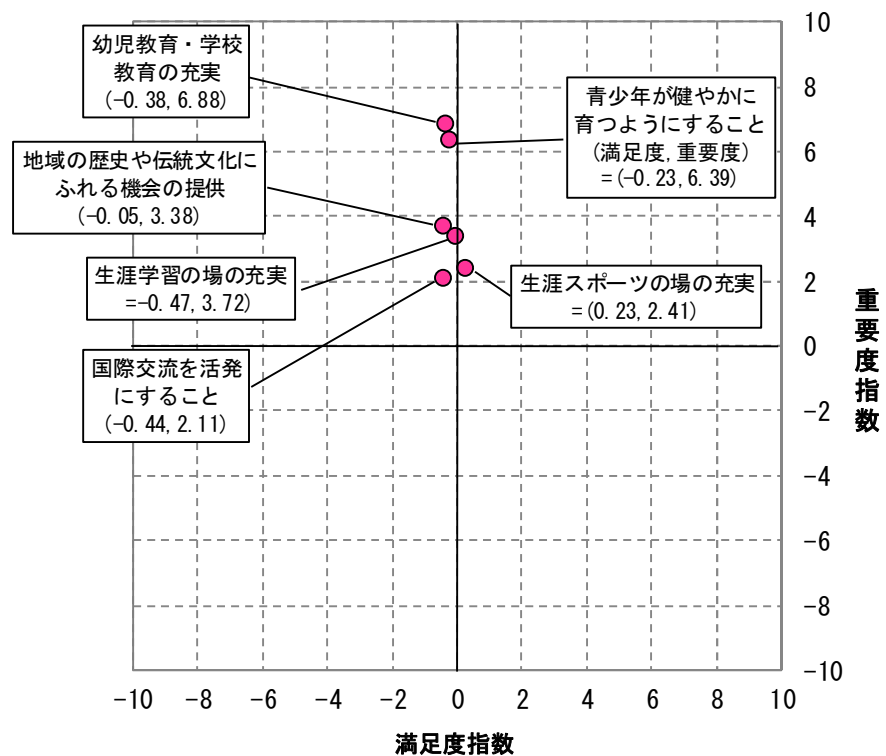 幼児教育・学校
教育の充実
(-0.38, 6.88)
青少年が健やかに
育つようにすること
(満足度, 重要度)
=(-0.23, 6.39)
地域の歴史や伝統文化に
ふれる機会の提供
(-0.05, 3.38)
生涯学習の場の充実
=-0.47, 3.72)
生涯スポーツの場の充実
=(0.23, 2.41)
国際交流を活発
にすること
(-0.44, 2.11)
10
8
6
4
2
0
-2
-4
-6
-8
-10
重要度指数
-10 -8 -6 -4 -2 0 2 4 6 8 10
満足度指数